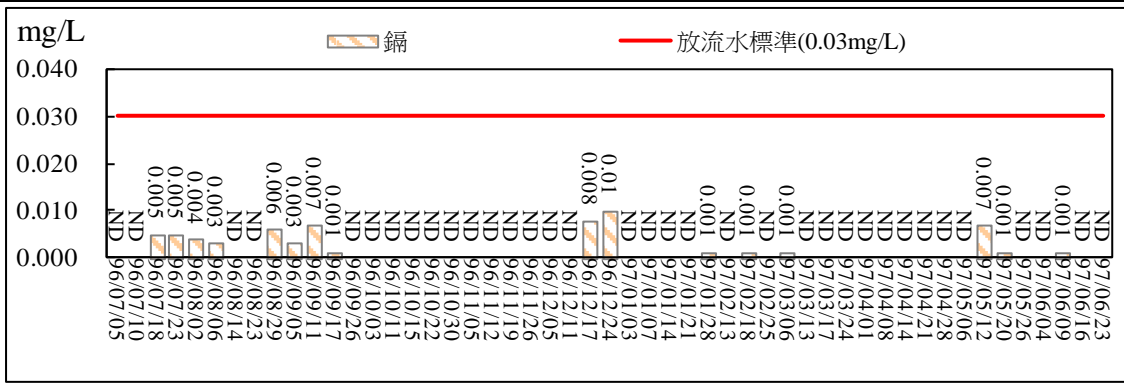 mg/L
鎘
放流水標準(0.03mg/L)
0.040
0.030
0.020
0.010
0.000
ND
ND
0.005
0.005
0.004
0.003
ND
ND
0.006
0.003
0.007
0.001
ND
ND
ND
ND
ND
ND
ND
ND
ND
ND
ND
ND
0.008
0.01
ND
ND
ND
ND
0.001
ND
0.001
ND
0.001
ND
ND
ND
ND
ND
ND
ND
ND
ND
0.007
0.001
ND
ND
0.001
ND
ND
96/07/05
96/07/10
96/07/18
96/07/23
96/08/02
96/08/06
96/08/14
96/08/23
96/08/29
96/09/05
96/09/11
96/09/17
96/09/26
96/10/03
96/10/11
96/10/15
96/10/22
96/10/30
96/11/05
96/11/12
96/11/19
96/11/26
96/12/05
96/12/11
96/12/17
96/12/24
97/01/03
97/01/07
97/01/14
97/01/21
97/01/28
97/02/13
97/02/18
97/02/25
97/03/06
97/03/13
97/03/17
97/03/24
97/04/01
97/04/08
97/04/14
97/04/21
97/04/28
97/05/06
97/05/12
97/05/20
97/05/26
97/06/04
97/06/09
97/06/16
97/06/23